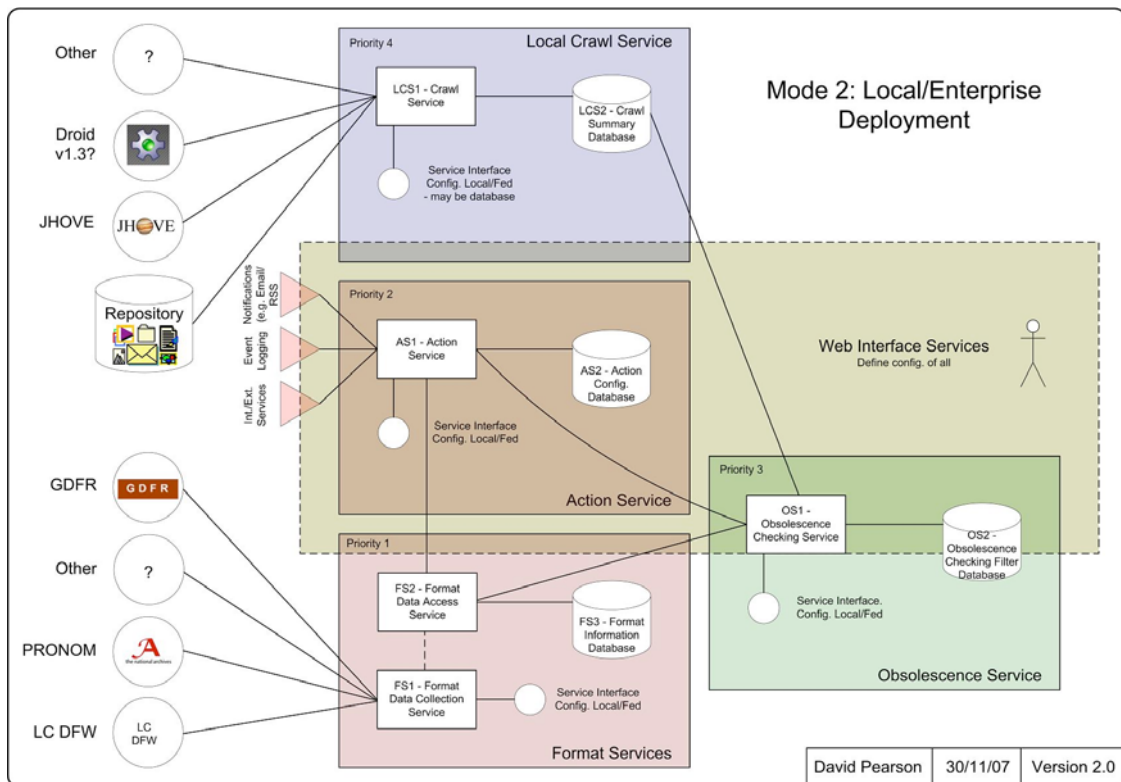 Other
?
Droid
v1.3?
JHOVE
JHOVE
Repository
Priority 4
Local Crawl Service
LCS1 - Crawl
Service
LCS2 - Crawl
Summary
Database
Service Interface
Config. Local/Fed
- may be database
Mode 2: Local/Enterprise
Deployment
Notifications
(e.g. Email/
RSS
Event
Logging
Int./Ext.
Services
Priority 2
AS1 - Action
Service
AS2 - Action
Config.
Database
Service Interface
Config. Local/Fed
Action Service
Web Interface Services
Define config. of all
Priority 3
OS1 -
Obsolescence
Checking Service
OS2 -
Obsolescence
Checking Filter
Database
Service Interface.
Config. Local/Fed
Obsolescence Service
GDFR
GDFR
Other
?
PRONOM
A
the national archives
LC DFW
LC
DFW
Priority 1
FS2 - Format
Data Access
Service
FS3 - Format
Information
Database
FS1 - Format
Data Collection
Service
Service Interface
Config. Local/Fed
Format Services
David Pearson
30/11/07
Version 2.0